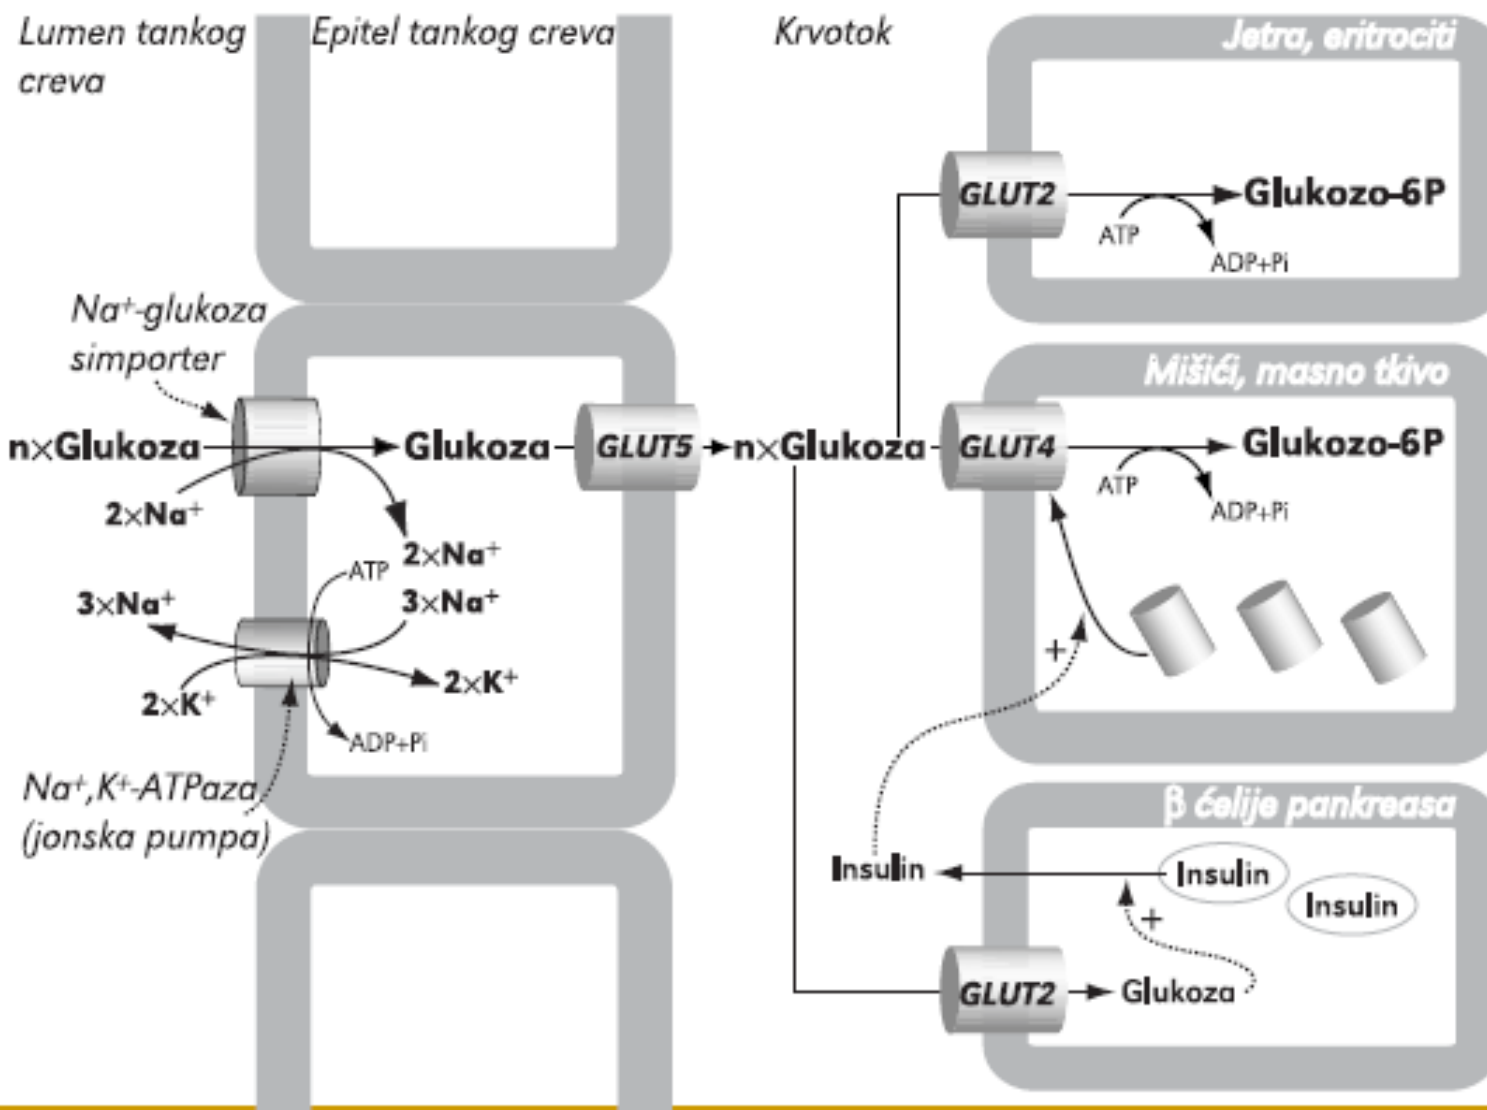 Lumen tankog
creva
Epitel tankog creva
Krvotok
Jetra, eritrociti
GLUT2
Glukozo-6P
ATP
ADP+Pi
Na⁺-glukoza
simporter
Mišići, masno tkivo
n×Glukoza
Glukoza
GLUT5
n×Glukoza
GLUT4
Glukozo-6P
ATP
ADP+Pi
2×Na⁺
2×Na⁺
ATP
3×Na⁺
3×Na⁺
2×K⁺
2×K⁺
ADP+Pi
+
Na⁺,K⁺-ATPaza
(jonska pumpa)
β ćelije pankreasa
Insulin
Insulin
Insulin
+
GLUT2
Glukoza